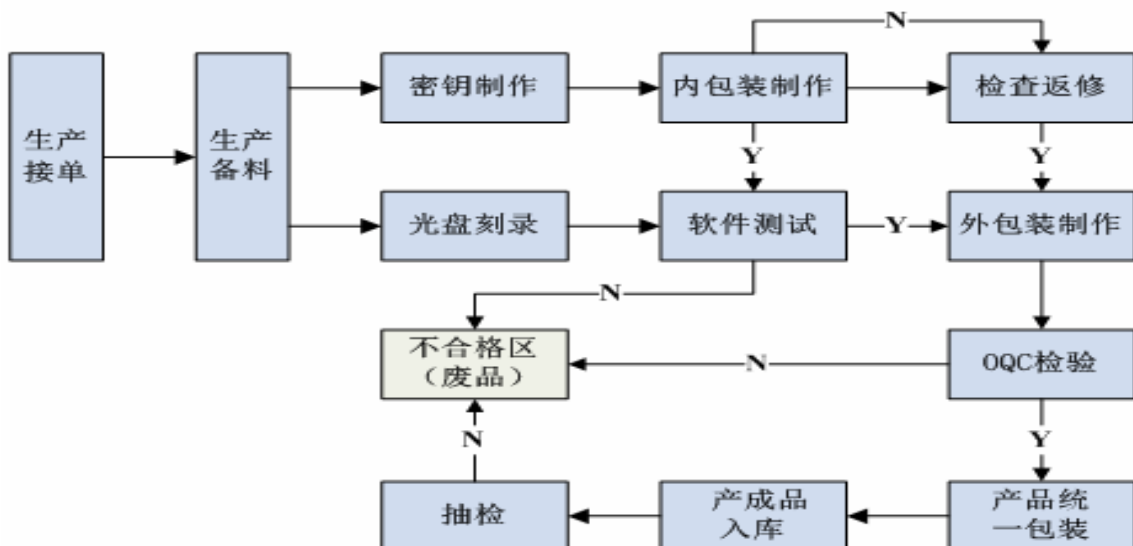 N
生产
接单
生产
备料
密钥制作
内包装制作
检查返修
Y
Y
光盘刻录
软件测试
Y
外包装制作
N
不合格区
（废品）
N
OQC检验
N
Y
抽检
产成品
入库
产品统
一包装